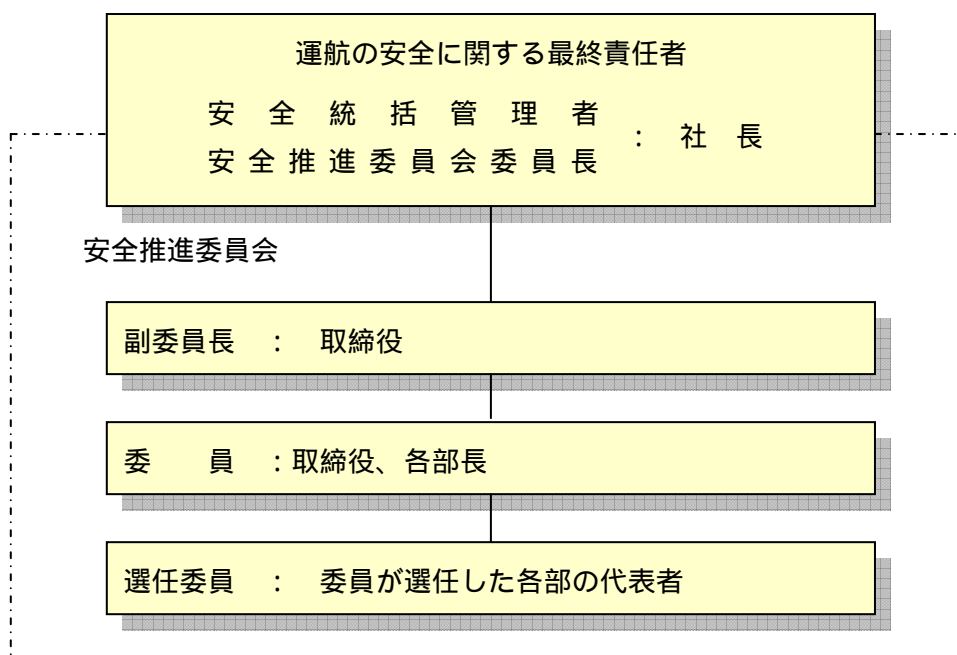 運航の安全に関する最終責任者
安全統括管理者
安全推進委員会委員長 : 社長
安全推進委員会
副委員長 : 取締役
委員 :取締役、各部長
選任委員 : 委員が選任した各部の代表者